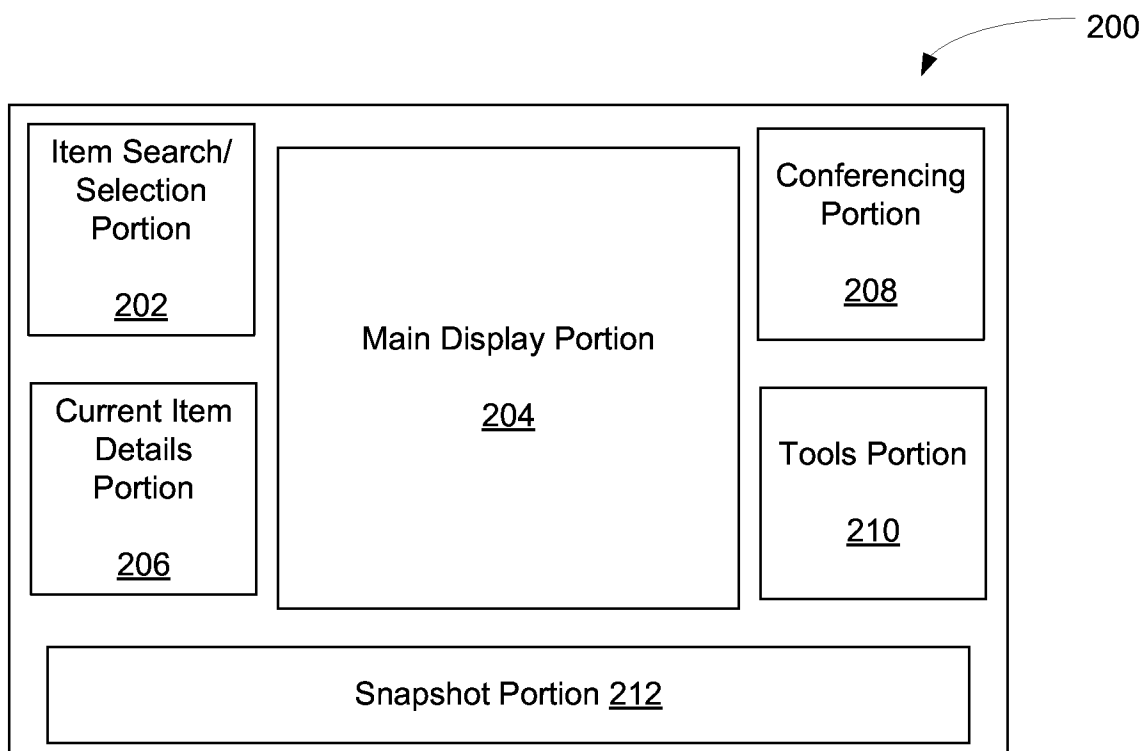 200
Item Search/
Selection
Portion
202
Main Display Portion
204
Conferencing
Portion
208
Current Item
Details
Portion
206
Tools Portion
210
Snapshot Portion 212